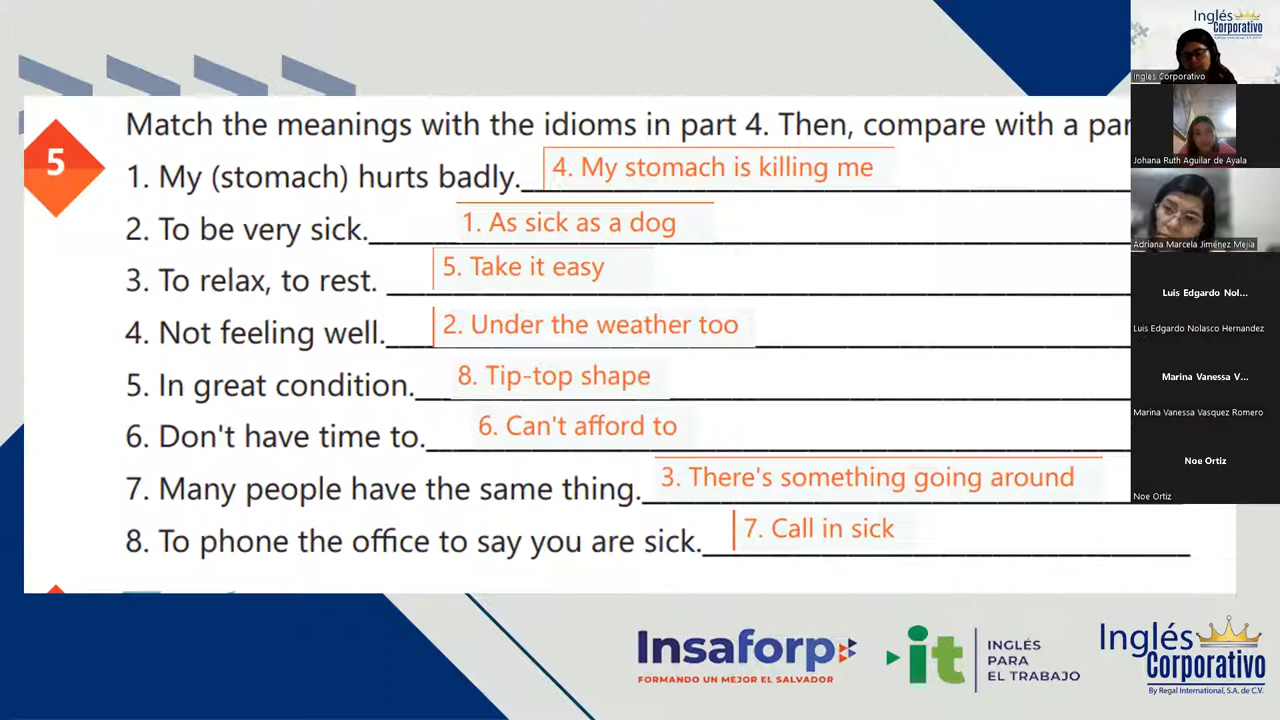 5
Match the meanings with the idioms in part 4. Then, compare with a par
1. My (stomach) hurts badly. 4. My stomach is killing me
2. To be very sick. 1. As sick as a dog
3. To relax, to rest. 5. Take it easy
4. Not feeling well. 2. Under the weather too
5. In great condition. 8. Tip-top shape
6. Don't have time to. 6. Can't afford to
7. Many people have the same thing. 3. There's something going around
8. To phone the office to say you are sick. 7. Call in sick
Insaforp
FORMANDO UN MEJOR EL SALVADOR
it
INGLÉS
PARA
EL TRABAJO
Inglés
Corporativo
By Regal International, S.A. de C.V.
Inglés
Corporativo
Inglés Corporativo
Johana Ruth Aguilar de Ayala
Adriana Marcela Jiménez Mejía
Luis Edgardo Nol...
Luis Edgardo Nolasco Hernandez
Marina Vanessa V...
Marina Vanessa Vasquez Romero
Noe Ortiz
Noe Ortiz